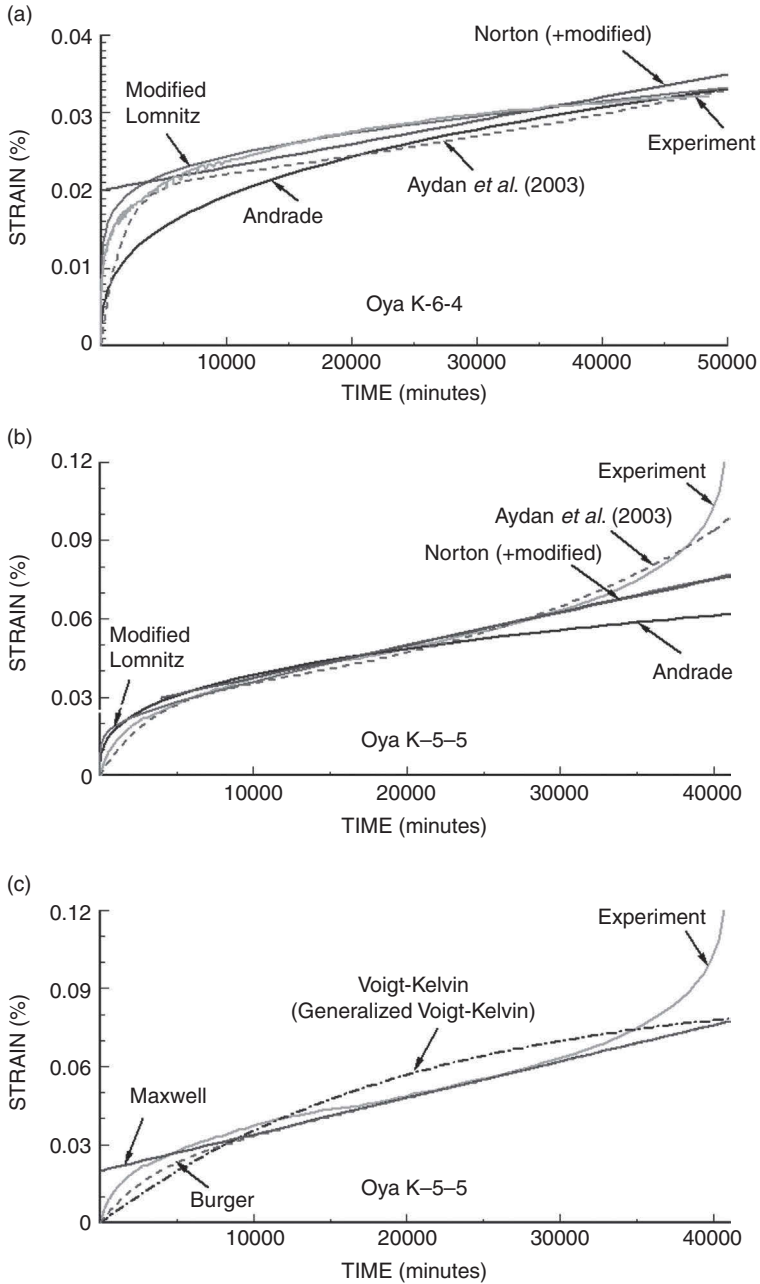 (a)
0.04
0.03
0.02
0.01
0
STRAIN (%)
Norton (+modified)
Modified
Lomnitz
Experiment
Aydan et al. (2003)
Andrade
Oya K-6-4
10000
20000
30000
40000
50000
TIME (minutes)
(b)
0.12
0.09
0.06
0.03
0
STRAIN (%)
Experiment
Aydan et al. (2003)
Norton (+modified)
Modified
Lomnitz
Andrade
Oya K–5–5
10000
20000
30000
40000
TIME (minutes)
(c)
0.12
0.09
0.06
0.03
0
STRAIN (%)
Experiment
Voigt-Kelvin
(Generalized Voigt-Kelvin)
Maxwell
Burger
Oya K–5–5
10000
20000
30000
40000
TIME (minutes)